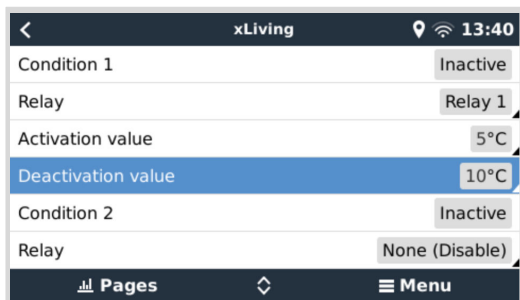 xLiving 13:40
Condition 1 Inactive
Relay Relay 1
Activation value 5°C
Deactivation value 10°C
Condition 2 Inactive
Relay None (Disable)
Pages Menu